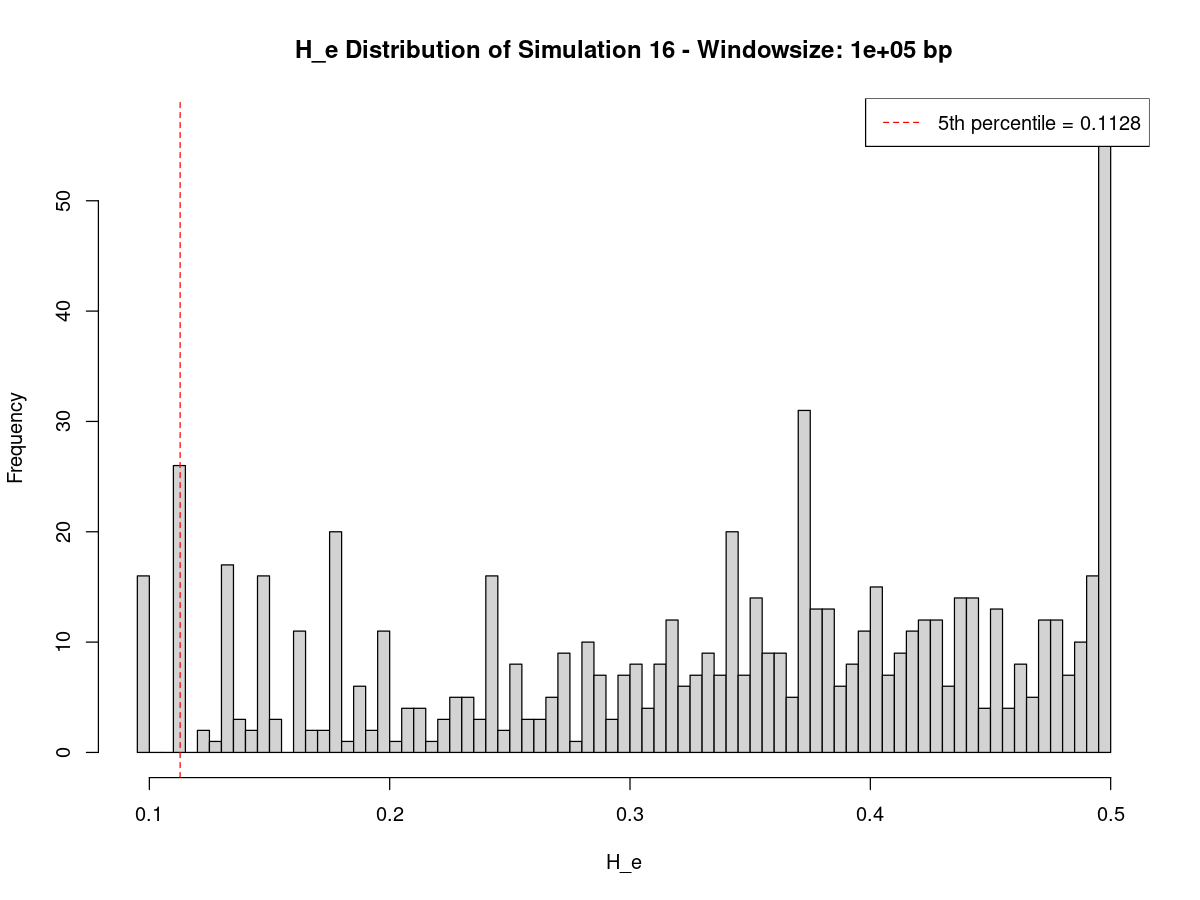 H_e Distribution of Simulation 16 - Windowsize: 1e+05 bp
5th percentile = 0.1128
Frequency
50
40
30
20
10
0
0.1 0.2 0.3 0.4 0.5
H_e